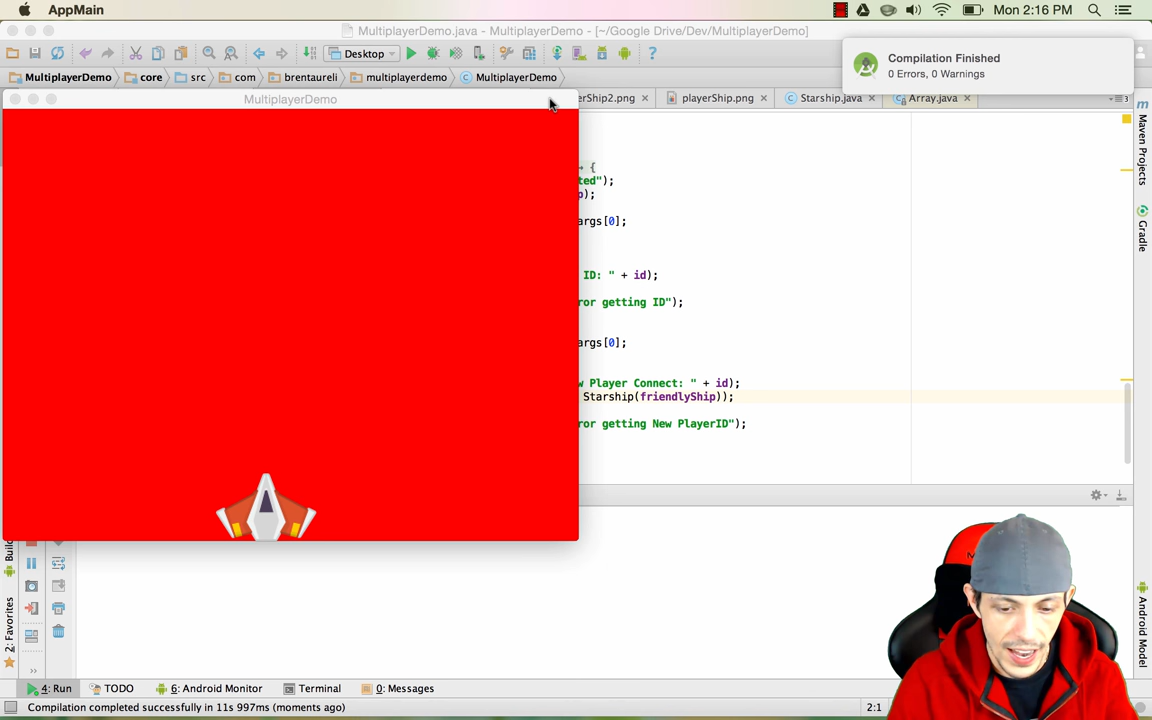 AppMain
Mon 2:16 PM
MultiplayerDemo.java - MultiplayerDemo - [~/Google Drive/Dev/MultiplayerDemo]
Desktop
Compilation Finished
0 Errors, 0 Warnings
MultiplayerDemo core src com brentaureli multiplayerdemo MultiplayerDemo
MultiplayerDemo
erShip2.png playerShip.png Starship.java Array.java
3
{
ted");
p);
args[0];
ID: " + id);
ror getting ID");
args[0];
w Player Connect: " + id);
Starship(friendlyShip));
ror getting New PlayerID");
Maven Projects
Gradle
Build
2: Favorites
Android Model
4: Run TODO 6: Android Monitor Terminal 0: Messages
Compilation completed successfully in 11s 997ms (moments ago)
2:1